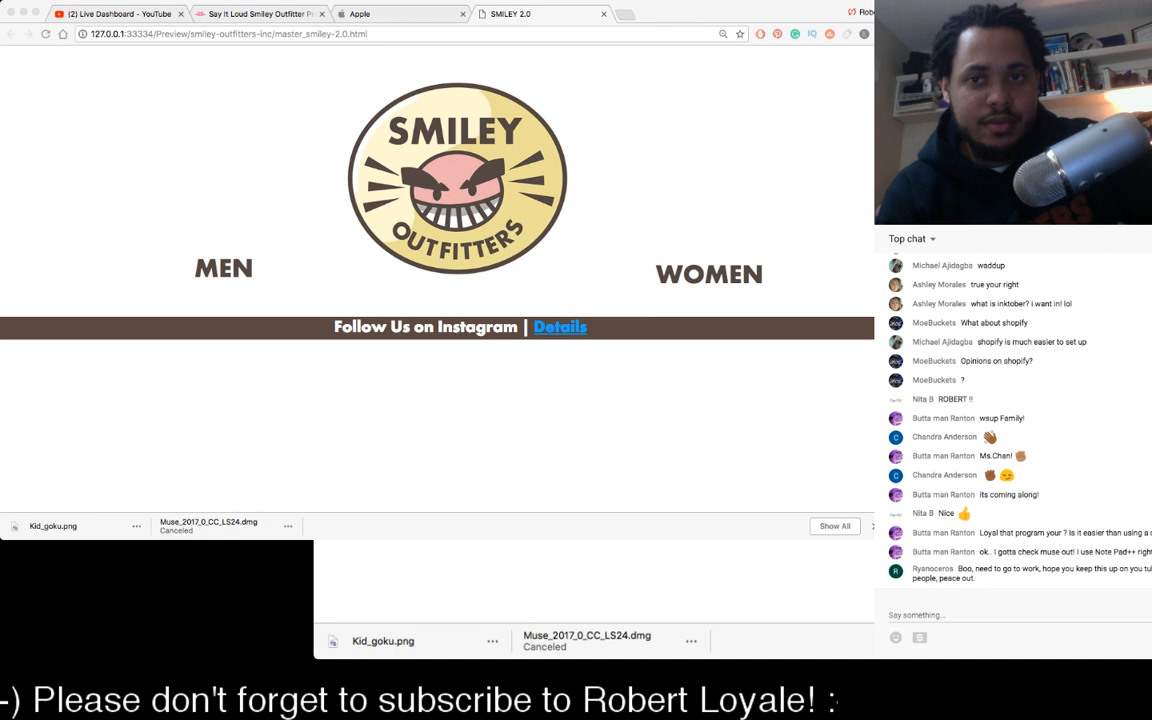 (2) Live Dashboard - YouTube
Say It Loud Smiley Outfitter Pr
Apple
SMILEY 2.0
Rob
127.0.0.1:33334/Preview/smiley-outfitters-inc/master_smiley-2.0.html
SMILEY
OUTFITTERS
MEN
WOMEN
Follow Us on Instagram | Details
Kid_goku.png
Muse_2017_0_CC_LS24.dmg
Canceled
Show All
Kid_goku.png
Muse_2017_0_CC_LS24.dmg
Canceled
Top chat
Michael Ajidagba waddup
Ashley Morales true your right
Ashley Morales what is inktober? i want in! lol
MoeBuckets What about shopify
Michael Ajidagba shopify is much easier to set up
MoeBuckets Opinions on shopify?
MoeBuckets ?
Nita B ROBERT !!
Butta man Ranton wsup Family!
Chandra Anderson
Butta man Ranton Ms.Chan!
Chandra Anderson
Butta man Ranton its coming along!
Nita B Nice
Butta man Ranton Loyal that program your ? Is it easier than using a
Butta man Ranton ok.. I gotta check muse out! I use Note Pad++ right
Ryanoceros Boo, need to go to work, hope you keep this up on you tu
people, peace out.
Say something...
-) Please don't forget to subscribe to Robert Loyale! :